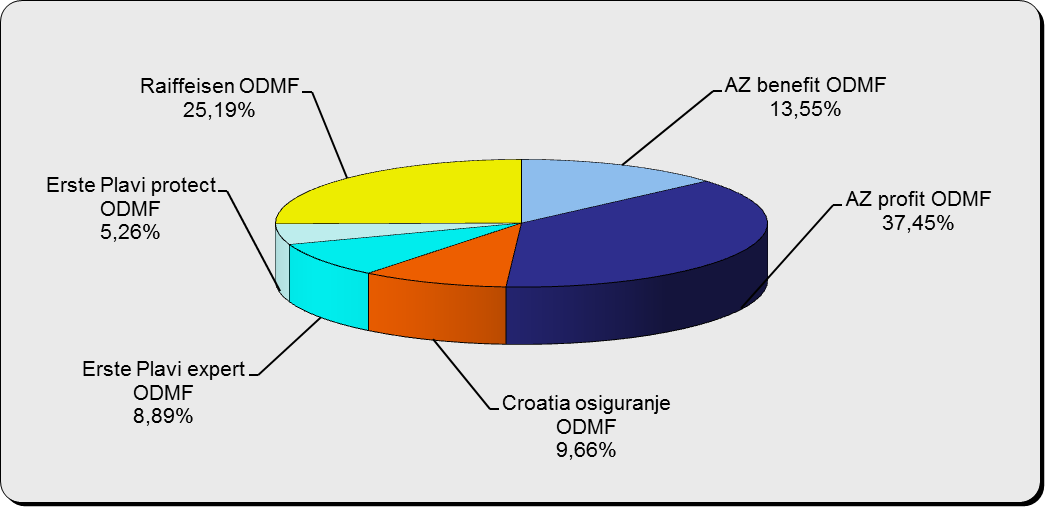 Raiffeisen ODMF
25,19%
AZ benefit ODMF
13,55%
Erste Plavi protect
ODMF
5,26%
AZ profit ODMF
37,45%
Erste Plavi expert
ODMF
8,89%
Croatia osiguranje
ODMF
9,66%